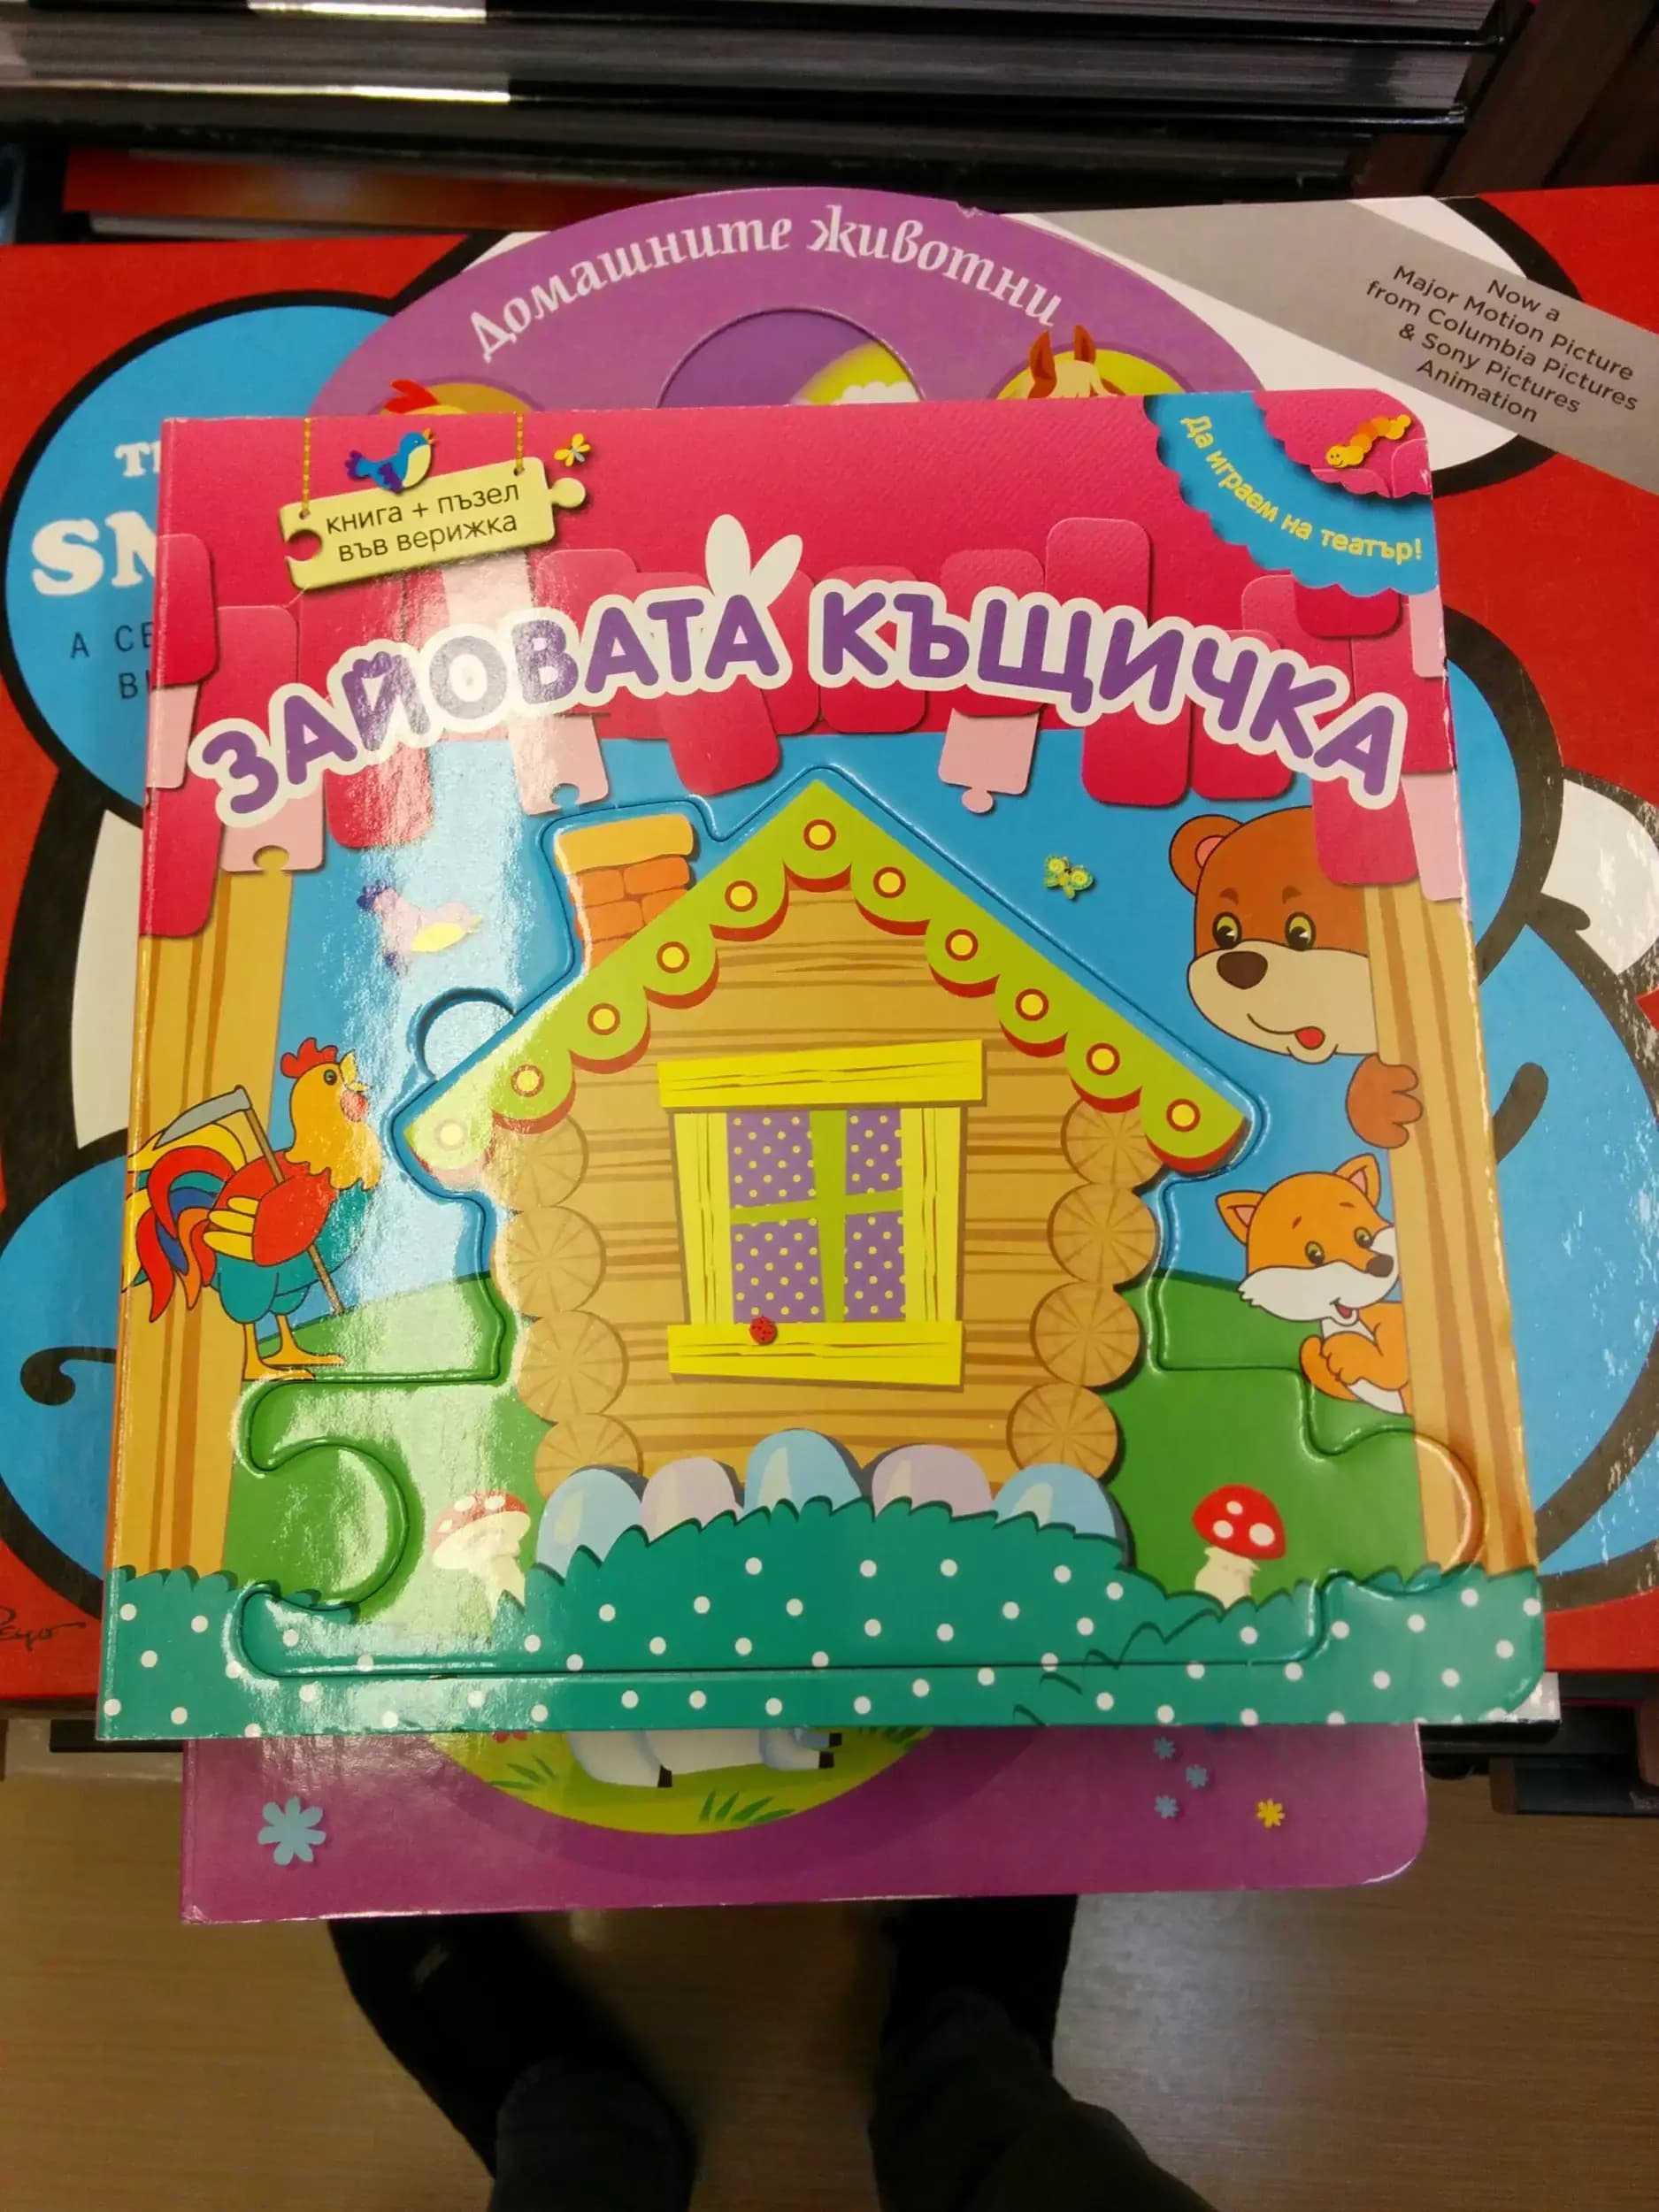 Домашните животни
Now a
Major Motion Picture
from Columbia Pictures
& Sony Pictures
Animation
книга + пъзел
във верижка
Да играем на театър!
ЗАЙОВАТА КЪЩИЧКА